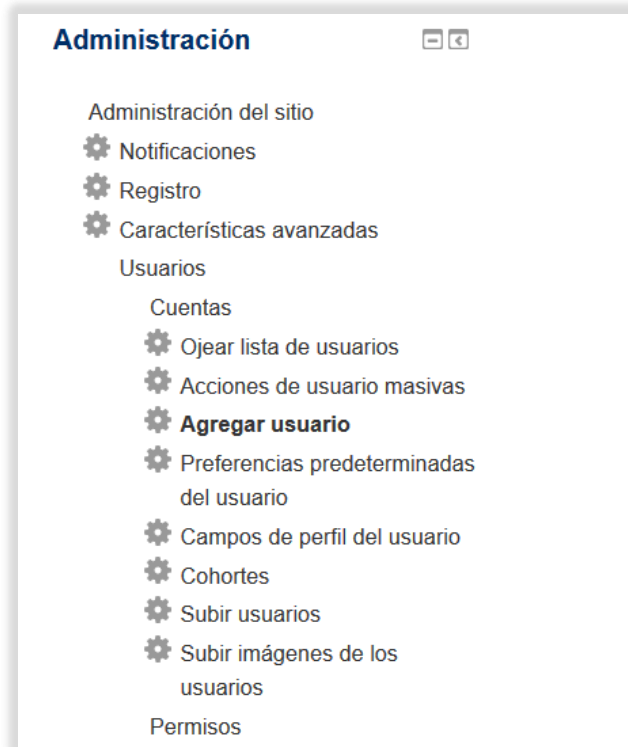 Administración
Administración del sitio
Notificaciones
Registro
Características avanzadas
Usuarios
Cuentas
Ojear lista de usuarios
Acciones de usuario masivas
Agregar usuario
Preferencias predeterminadas
del usuario
Campos de perfil del usuario
Cohortes
Subir usuarios
Subir imágenes de los
usuarios
Permisos